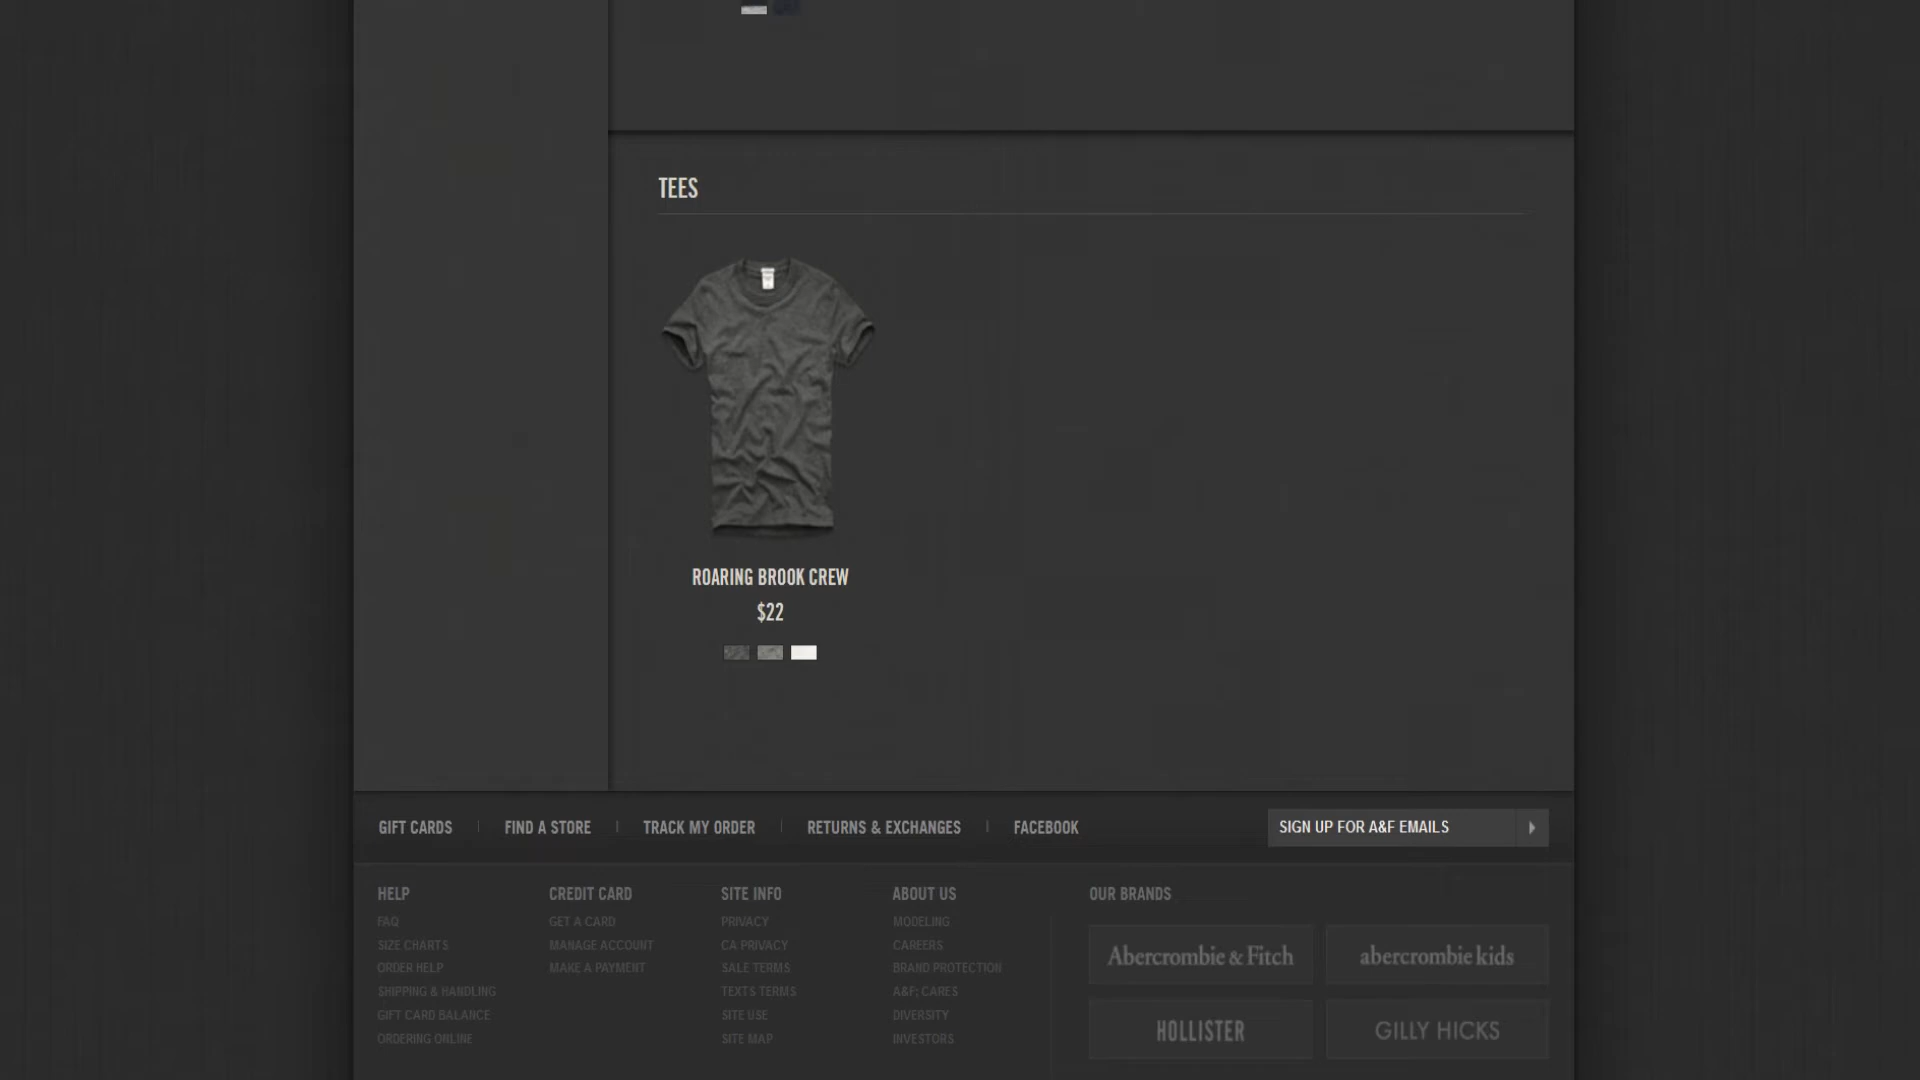 TEES
ROARING BROOK CREW
$22
GIFT CARDS
FIND A STORE
TRACK MY ORDER
RETURNS & EXCHANGES
FACEBOOK
SIGN UP FOR A&F EMAILS
HELP
FAQ
SIZE CHARTS
ORDER HELP
SHIPPING & HANDLING
GIFT CARD BALANCE
ORDERING ONLINE
CREDIT CARD
GET A CARD
MANAGE ACCOUNT
MAKE A PAYMENT
SITE INFO
PRIVACY
CA PRIVACY
SALE TERMS
TEXTS TERMS
SITE USE
SITE MAP
ABOUT US
MODELING
CAREERS
BRAND PROTECTION
A&F: CARES
DIVERSITY
INVESTORS
OUR BRANDS
Abercrombie & Fitch
abercrombie kids
HOLLISTER
GILLY HICKS